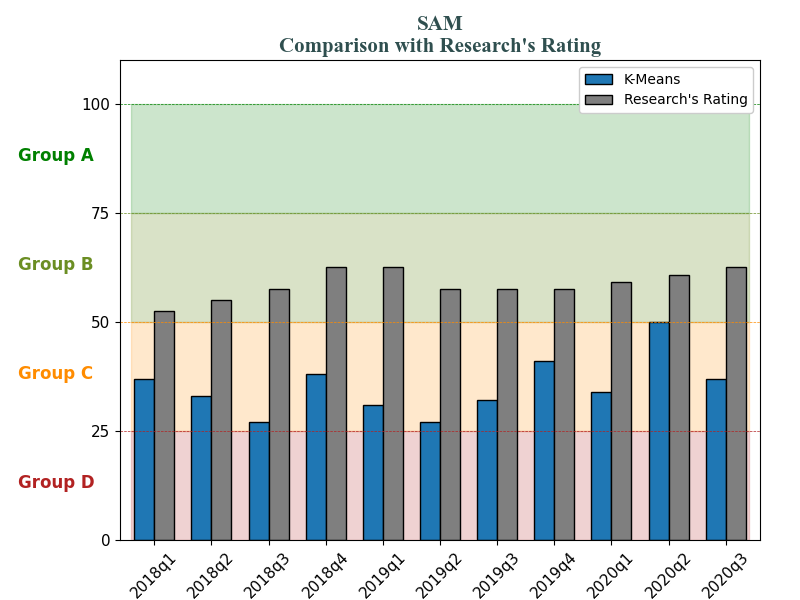 SAM
Comparison with Research's Rating
K-Means
Research's Rating
100
Group A
75
Group B
50
Group C
25
Group D
0
2018q1
2018q2
2018q3
2018q4
2019q1
2019q2
2019q3
2019q4
2020q1
2020q2
2020q3